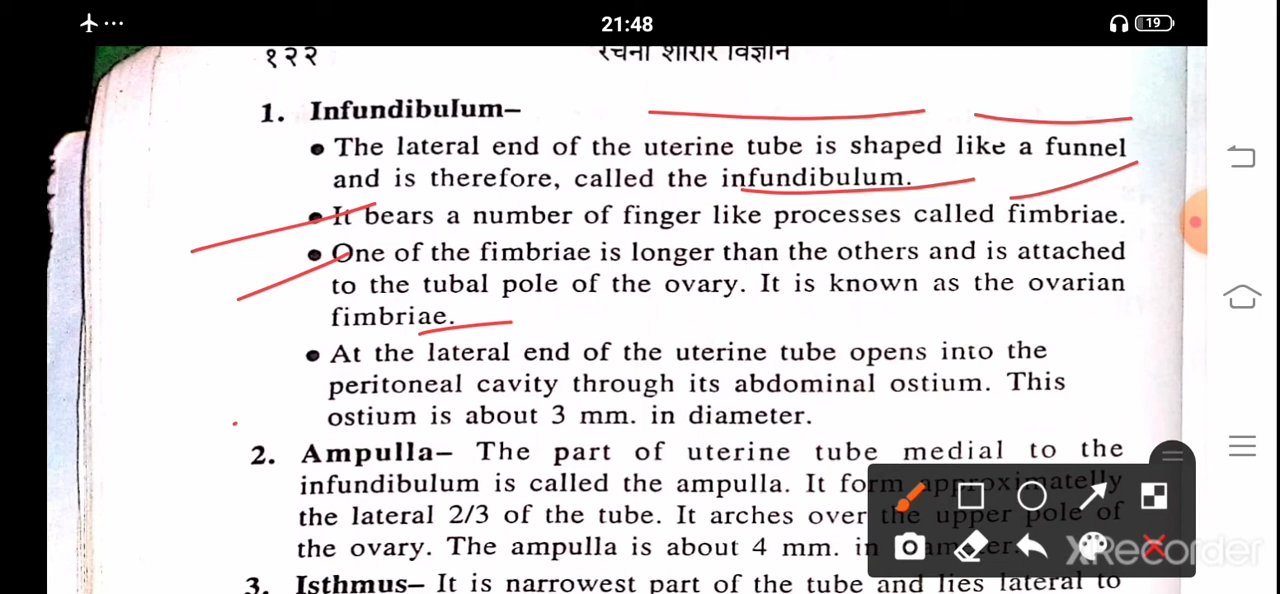 21:48
19
१२२ रचना शारीर विज्ञान
1. Infundibulum–
• The lateral end of the uterine tube is shaped like a funnel
and is therefore, called the infundibulum.
• It bears a number of finger like processes called fimbriae.
• One of the fimbriae is longer than the others and is attached
to the tubal pole of the ovary. It is known as the ovarian
fimbriae.
• At the lateral end of the uterine tube opens into the
peritoneal cavity through its abdominal ostium. This
ostium is about 3 mm. in diameter.
2. Ampulla– The part of uterine tube medial to the
infundibulum is called the ampulla. It form approximatelly
the lateral 2/3 of the tube. It arches over the upper pole of
the ovary. The ampulla is about 4 mm. in diameter.
3. Isthmus– It is narrowest part of the tube and lies lateral to
XRecorder